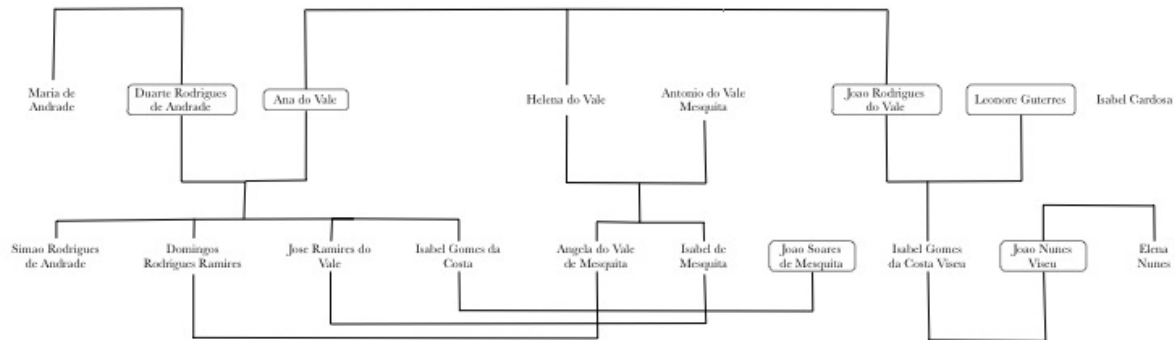 Maria de
Andrade
Duarte Rodrigues
de Andrade
Ana do Vale
Helena do Vale
Antonio do Vale
Mesquita
Joao Rodrigues
do Vale
Leonore Guterres
Isabel Cardosa
Simao Rodrigues
de Andrade
Domingos
Rodrigues Ramires
Jose Ramires do
Vale
Isabel Gomes da
Costa
Angela do Vale
de Mesquita
Isabel de
Mesquita
Joao Soares
de Mesquita
Isabel Gomes
da Costa Viseu
Joao Nunes
Viseu
Elena
Nunes